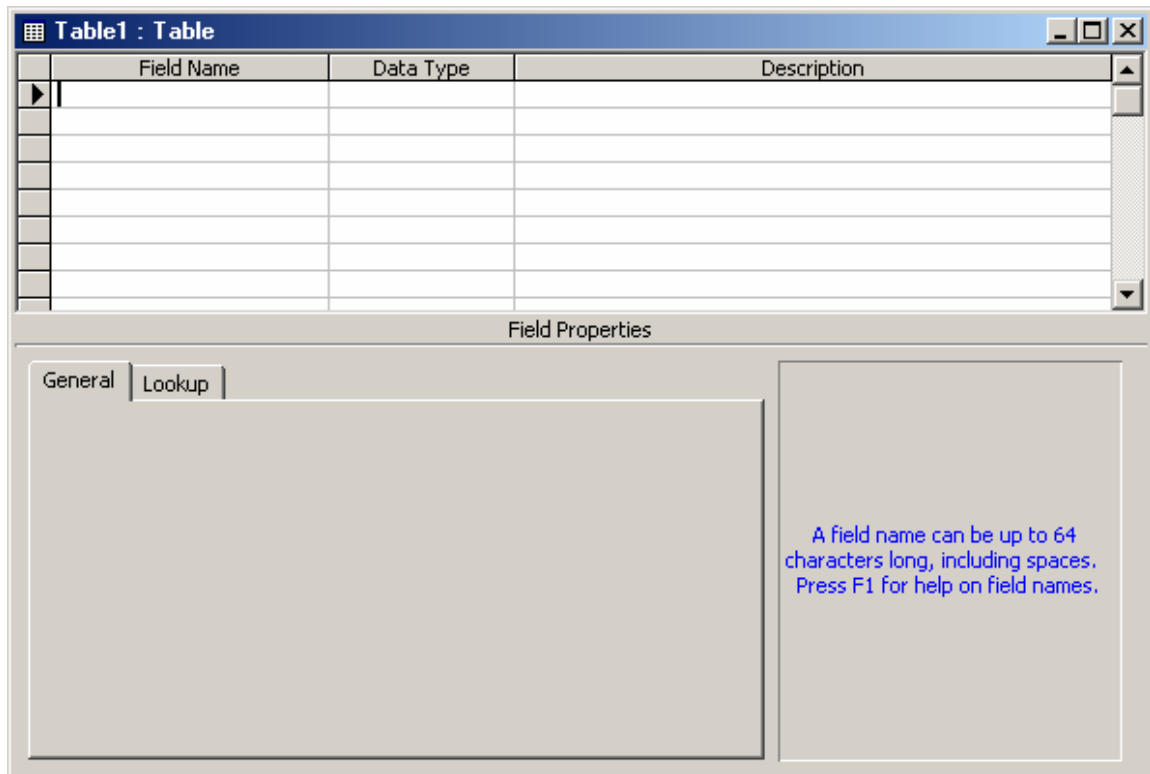 Table1 : Table
Field Name Data Type Description
Field Properties
General Lookup
A field name can be up to 64
characters long, including spaces.
Press F1 for help on field names.